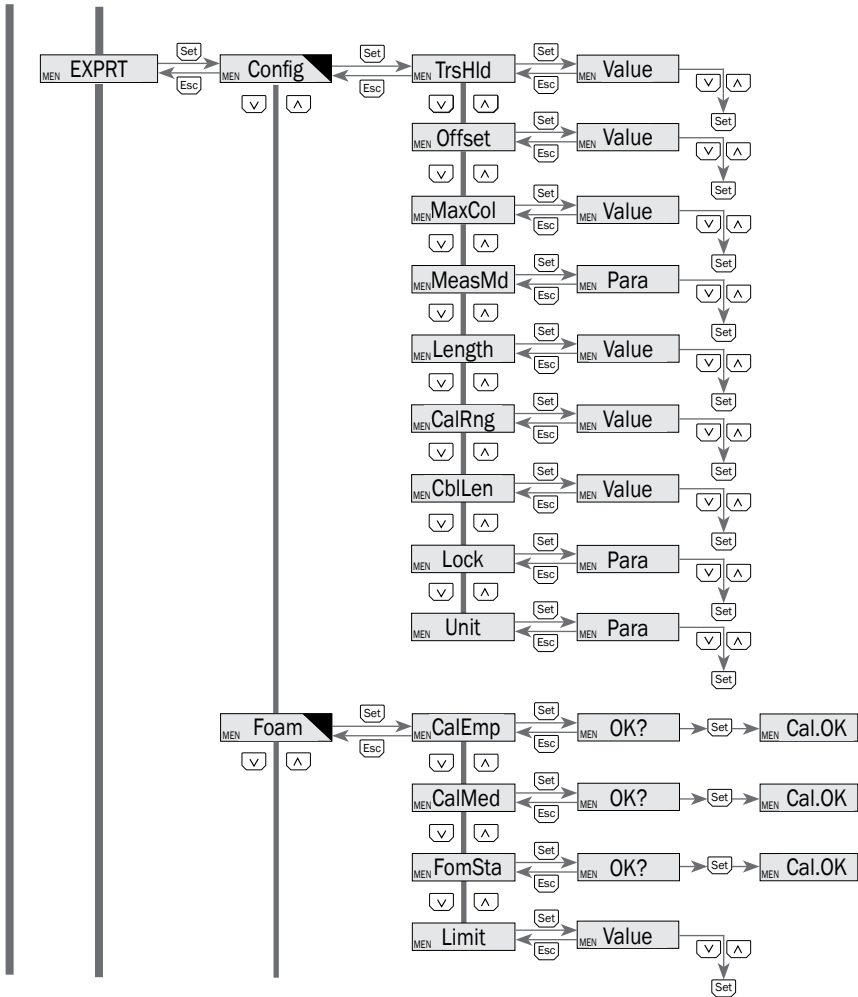 Set Set Set
MEN EXPRT MEN Config MEN TrsHld MEN Value
Esc Esc Esc
Set
Set
MEN Offset MEN Value
Esc
Set
Set
MEN MaxCol MEN Value
Esc
Set
Set
MEN MeasMd MEN Para
Esc
Set
Set
MEN Length MEN Value
Esc
Set
Set
MEN CalRng MEN Value
Esc
Set
Set
MEN CblLen MEN Value
Esc
Set
Set
MEN Lock MEN Para
Esc
Set
Set
MEN Unit MEN Para
Esc
Set
Set Set
MEN Foam MEN CalEmp MEN OK? Set MEN Cal.OK
Esc Esc
Set
MEN CalMed MEN OK? Set MEN Cal.OK
Esc
Set
MEN FomSta MEN OK? Set MEN Cal.OK
Esc
Set
MEN Limit MEN Value
Esc
Set